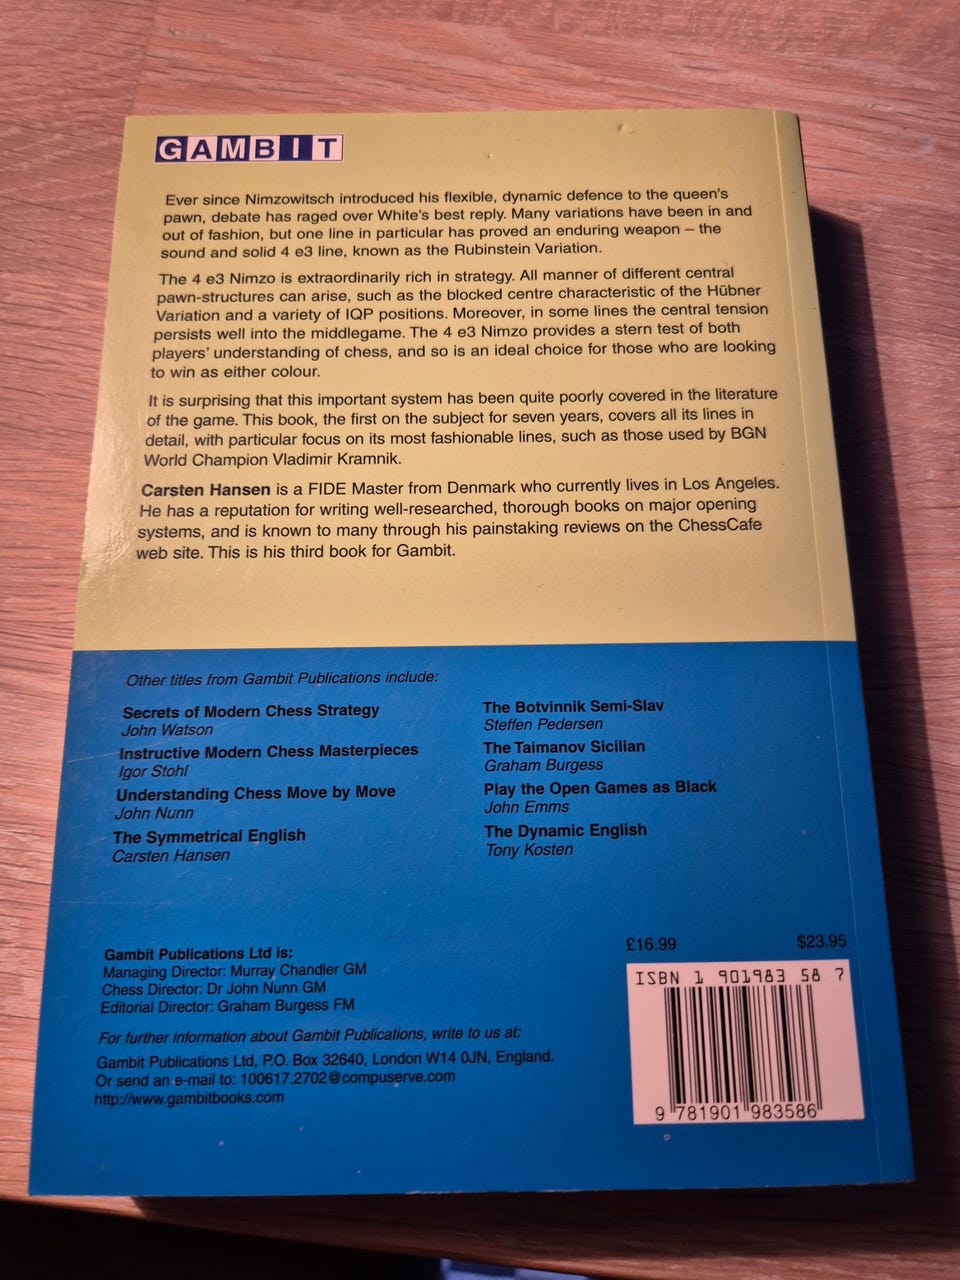 GAMBIT
Ever since Nimzowitsch introduced his flexible, dynamic defence to the queen's
pawn, debate has raged over White's best reply. Many variations have been in and
out of fashion, but one line in particular has proved an enduring weapon – the
sound and solid 4 e3 line, known as the Rubinstein Variation.
The 4 e3 Nimzo is extraordinarily rich in strategy. All manner of different central
pawn-structures can arise, such as the blocked centre characteristic of the Hübner
Variation and a variety of IQP positions. Moreover, in some lines the central tension
persists well into the middlegame. The 4 e3 Nimzo provides a stern test of both
players' understanding of chess, and so is an ideal choice for those who are looking
to win as either colour.
It is surprising that this important system has been quite poorly covered in the literature
of the game. This book, the first on the subject for seven years, covers all its lines in
detail, with particular focus on its most fashionable lines, such as those used by BGN
World Champion Vladimir Kramnik.
Carsten Hansen is a FIDE Master from Denmark who currently lives in Los Angeles.
He has a reputation for writing well-researched, thorough books on major opening
systems, and is known to many through his painstaking reviews on the ChessCafe
web site. This is his third book for Gambit.
Other titles from Gambit Publications include:
Secrets of Modern Chess Strategy
John Watson
Instructive Modern Chess Masterpieces
Igor Stohl
Understanding Chess Move by Move
John Nunn
The Symmetrical English
Carsten Hansen
The Botvinnik Semi-Slav
Steffen Pedersen
The Taimanov Sicilian
Graham Burgess
Play the Open Games as Black
John Emms
The Dynamic English
Tony Kosten
Gambit Publications Ltd is:
Managing Director: Murray Chandler GM
Chess Director: Dr John Nunn GM
Editorial Director: Graham Burgess FM
For further information about Gambit Publications, write to us at:
Gambit Publications Ltd, P.O. Box 32640, London W14 0JN, England.
Or send an e-mail to: 100617.2702@compuserve.com
http://www.gambitbooks.com
£16.99 $23.95
ISBN 1 901983 58 7
9 781901 983586